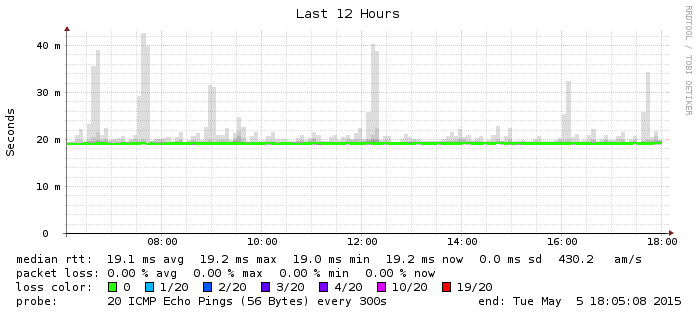 Last 12 Hours
RRDTOOL / TOBI OETIKER
Seconds
40 m
30 m
20 m
10 m
0
08:00 10:00 12:00 14:00 16:00 18:00
median rtt: 19.1 ms avg 19.2 ms max 19.0 ms min 19.2 ms now 0.0 ms sd 430.2 am/s
packet loss: 0.00 % avg 0.00 % max 0.00 % min 0.00 % now
loss color: 0 1/20 2/20 3/20 4/20 10/20 19/20
probe: 20 ICMP Echo Pings (56 Bytes) every 300s end: Tue May 5 18:05:08 2015